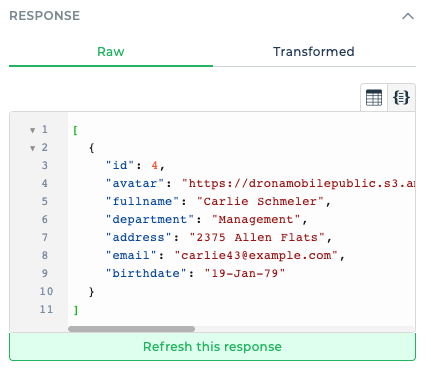 RESPONSE
Raw Transformed
1 [
2 {
3 "id": 4,
4 "avatar": "https://dronamobilepublic.s3.a
5 "fullname": "Carlie Schmeler",
6 "department": "Management",
7 "address": "2375 Allen Flats",
8 "email": "carlie43@example.com",
9 "birthdate": "19-Jan-79"
10 }
11 ]
Refresh this response